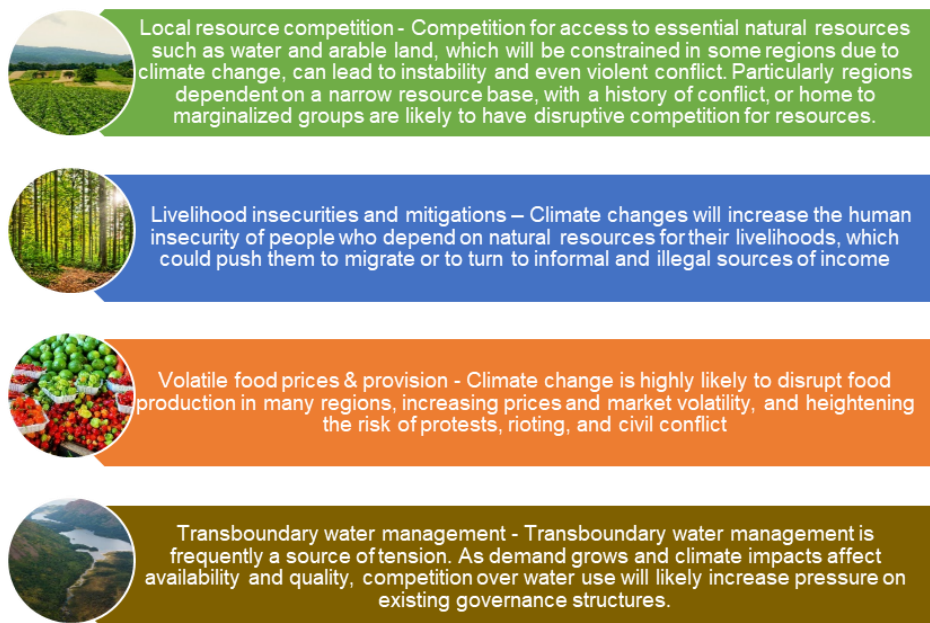 Local resource competition - Competition for access to essential natural resources
such as water and arable land, which will be constrained in some regions due to
climate change, can lead to instability and even violent conflict. Particularly regions
dependent on a narrow resource base, with a history of conflict, or home to
marginalized groups are likely to have disruptive competition for resources.
Livelihood insecurities and mitigations – Climate changes will increase the human
insecurity of people who depend on natural resources for their livelihoods, which
could push them to migrate or to turn to informal and illegal sources of income
Volatile food prices & provision - Climate change is highly likely to disrupt food
production in many regions, increasing prices and market volatility, and heightening
the risk of protests, rioting, and civil conflict
Transboundary water management - Transboundary water management is
frequently a source of tension. As demand grows and climate impacts affect
availability and quality, competition over water use will likely increase pressure on
existing governance structures.